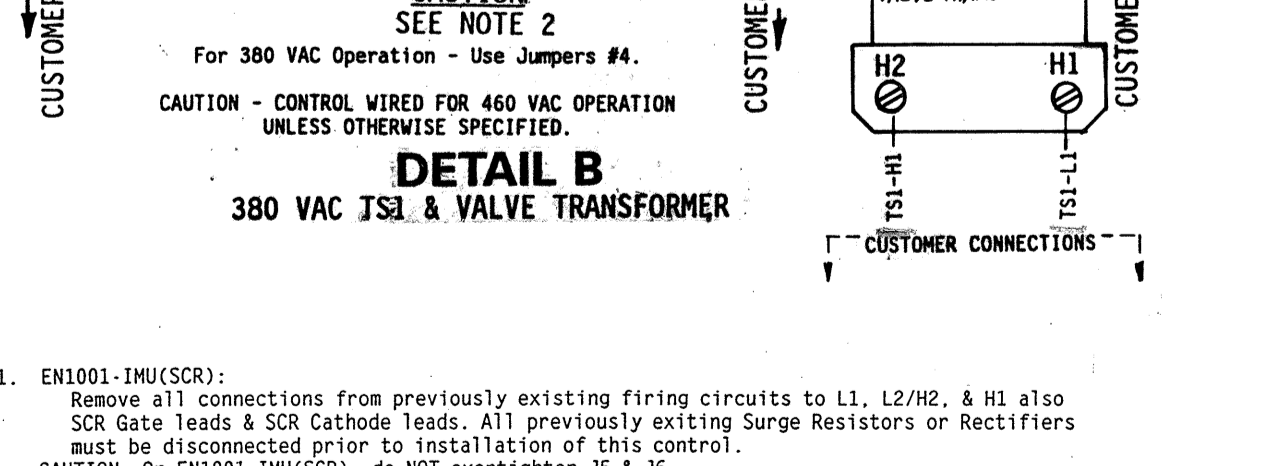 SEE NOTE 2
For 380 VAC Operation - Use Jumpers #4.
CAUTION - CONTROL WIRED FOR 460 VAC OPERATION
UNLESS OTHERWISE SPECIFIED.
DETAIL B
380 VAC TS1 & VALVE TRANSFORMER
CUSTOMER
CUSTOMER
CUSTOME
H2
H1
TS1-H1
TS1-L1
CUSTOMER CONNECTIONS
1. EN1001-IMU(SCR):
Remove all connections from previously existing firing circuits to L1, L2/H2, & H1 also
SCR Gate leads & SCR Cathode leads. All previously exiting Surge Resistors or Rectifiers
must be disconnected prior to installation of this control.